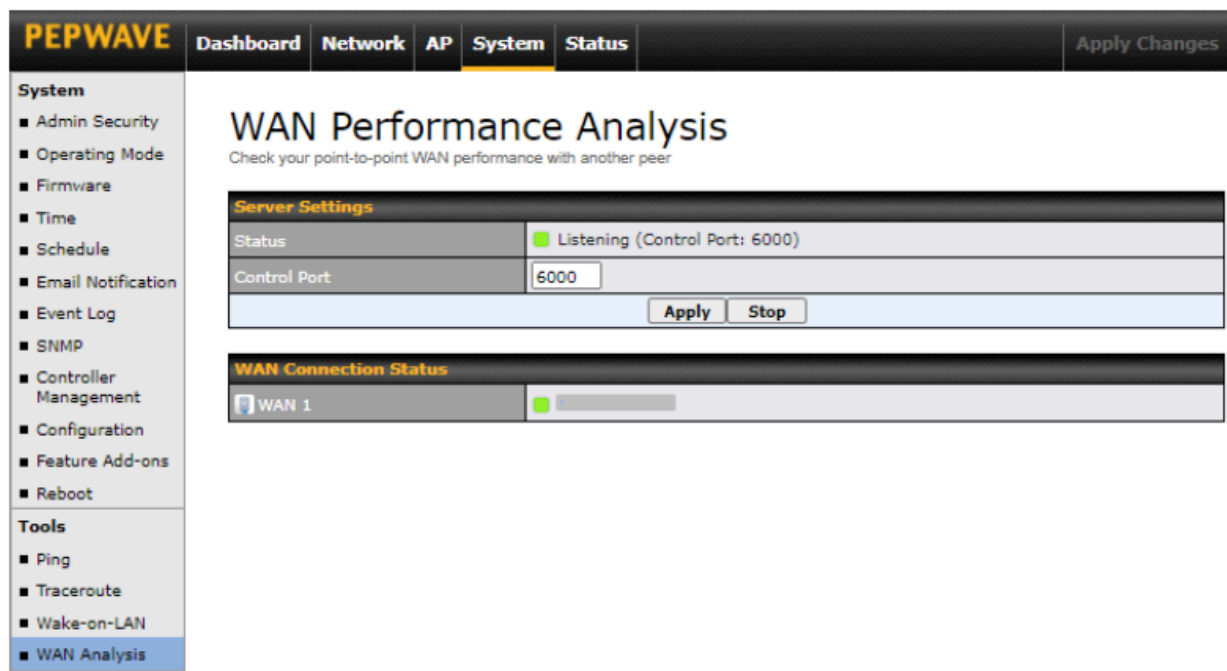 PEPWAVE
Dashboard Network AP System Status Apply Changes
System
Admin Security
Operating Mode
Firmware
Time
Schedule
Email Notification
Event Log
SNMP
Controller
Management
Configuration
Feature Add-ons
Reboot
Tools
Ping
Traceroute
Wake-on-LAN
WAN Analysis
WAN Performance Analysis
Check your point-to-point WAN performance with another peer
Server Settings
Status Listening (Control Port: 6000)
Control Port 6000
Apply Stop
WAN Connection Status
WAN 1